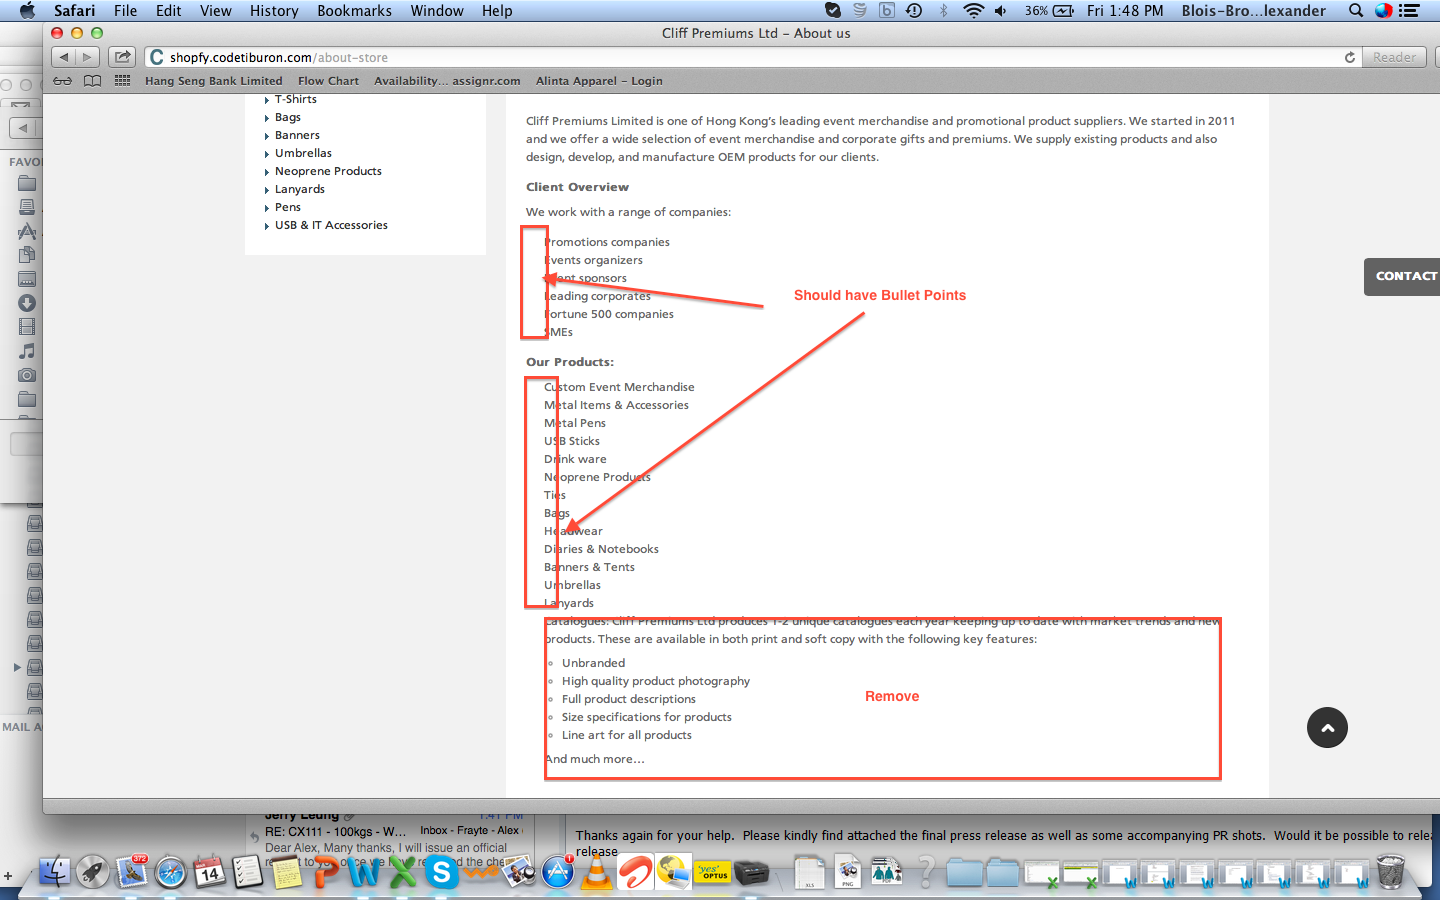 Safari File Edit View History Bookmarks Window Help 36% Fri 1:48 PM Blois-Bro...lexander
Cliff Premiums Ltd – About us
shopfy.codetiburon.com/about-store
Reader
Hang Seng Bank Limited Flow Chart Availability... assignr.com Alinta Apparel – Login
FAVO
MAIL A
T-Shirts
Bags
Banners
Umbrellas
Neoprene Products
Lanyards
Pens
USB & IT Accessories
Cliff Premiums Limited is one of Hong Kong's leading event merchandise and promotional product suppliers. We started in 2011
and we offer a wide selection of event merchandise and corporate gifts and premiums. We supply existing products and also
design, develop, and manufacture OEM products for our clients.
Client Overview
We work with a range of companies:
Promotions companies
Events organizers
Event sponsors
Leading corporates
Fortune 500 companies
SMEs
Should have Bullet Points
CONTACT
Our Products:
Custom Event Merchandise
Metal Items & Accessories
Metal Pens
USB Sticks
Drink ware
Neoprene Products
Ties
Bags
Headwear
Diaries & Notebooks
Banners & Tents
Umbrellas
Lanyards
Catalogues: Cliff Premiums Ltd produces 1-2 unique catalogues each year keeping up to date with market trends and new
products. These are available in both print and soft copy with the following key features:
Unbranded
High quality product photography
Full product descriptions
Size specifications for products
Line art for all products
And much more...
Remove
Jerry Leung 1:41 PM
RE: CX111 - 100kgs - W... Inbox - Frayte - Alex
Dear Alex, Many thanks, I will issue an official
Thanks again for your help. Please kindly find attached the final press release as well as some accompanying PR shots. Would it be possible to relea
release
372
14
1
'yes'
OPTUS
XLS
PNG
PDF